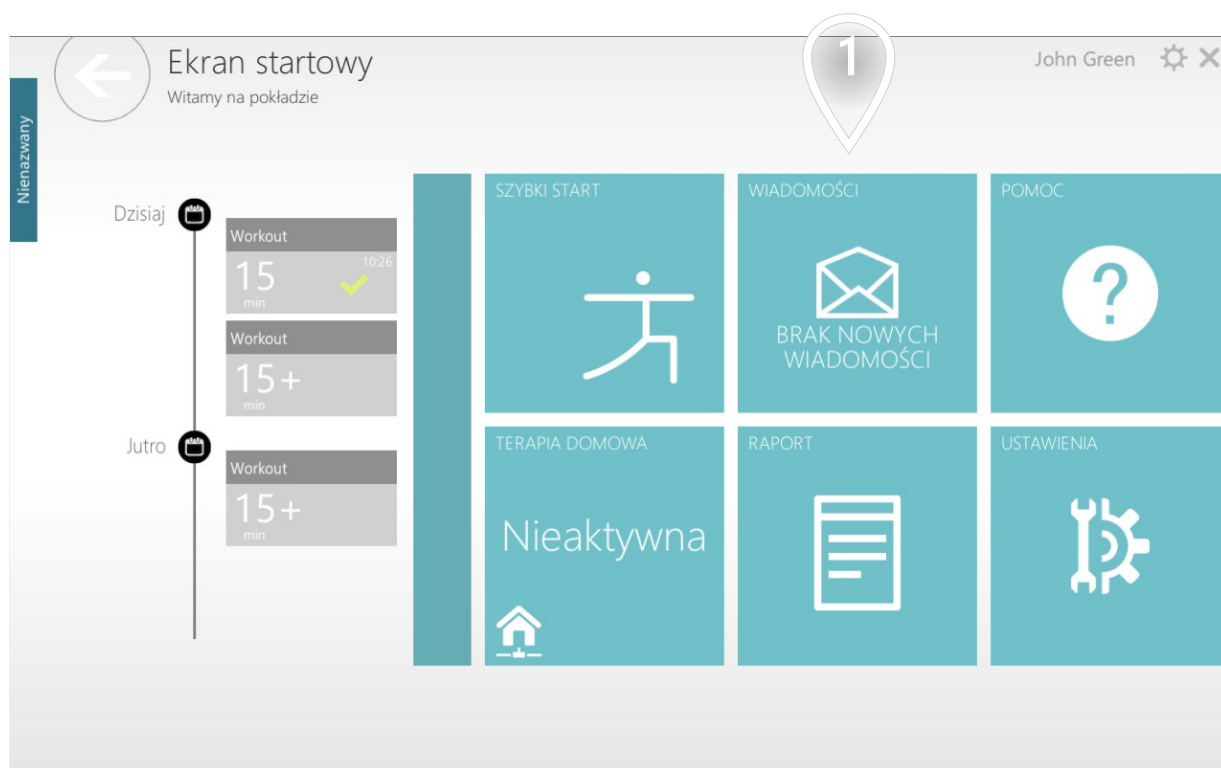 1
Ekran startowy
Witamy na pokładzie
John Green
Nienazwany
Dzisiaj
Workout
15
10:26
min
Workout
15+
min
Jutro
Workout
15+
min
SZYBKI START
WIADOMOŚCI
BRAK NOWYCH
WIADOMOŚCI
POMOC
?
TERAPIA DOMOWA
Nieaktywna
RAPORT
USTAWIENIA